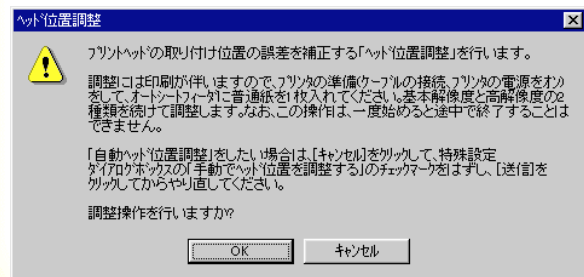 ﾍｯﾄﾞ位置調整
ﾌﾟﾘﾝﾄﾍｯﾄﾞの取り付け位置の誤差を補正する｢ﾍｯﾄﾞ位置調整｣を行います。
調整には印刷が伴いますので、ﾌﾟﾘﾝﾀの準備(ｹｰﾌﾞﾙの接続、ﾌﾟﾘﾝﾀの電源をｵﾝ)
をして、ｵｰﾄｼｰﾄﾌｨｰﾀﾞに普通紙を1枚入れてください。基本解像度と高解像度の2
種類を続けて調整します。なお、この操作は、一度始めると途中で終了することは
できません。
｢自動ﾍｯﾄﾞ位置調整｣をしたい場合は、[ｷｬﾝｾﾙ]をｸﾘｯｸして、特殊設定
ﾀﾞｲｱﾛｸﾞﾎﾞｯｸｽの｢手動でﾍｯﾄﾞ位置を調整する｣のﾁｪｯｸﾏｰｸをはずし、[送信]を
ｸﾘｯｸしてからやり直してください。
調整操作を行いますか?
OK
ｷｬﾝｾﾙ